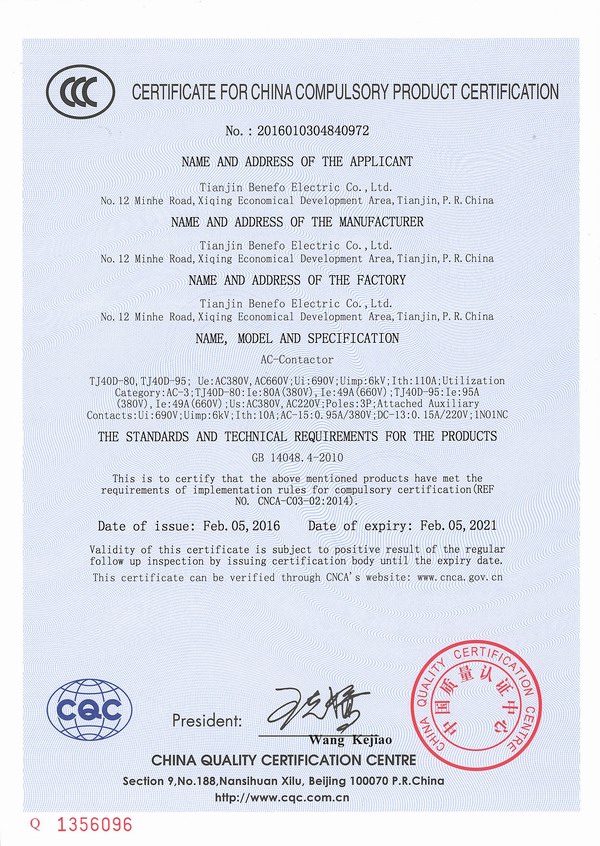 CCC
CERTIFICATE FOR CHINA COMPULSORY PRODUCT CERTIFICATION
No. : 2016010304840972
NAME AND ADDRESS OF THE APPLICANT
Tianjin Benefo Electric Co., Ltd.
No. 12 Minhe Road, Xiqing Economical Development Area, Tianjin, P. R. China
NAME AND ADDRESS OF THE MANUFACTURER
Tianjin Benefo Electric Co., Ltd.
No. 12 Minhe Road, Xiqing Economical Development Area, Tianjin, P. R. China
NAME AND ADDRESS OF THE FACTORY
Tianjin Benefo Electric Co., Ltd.
No. 12 Minhe Road, Xiqing Economical Development Area, Tianjin, P. R. China
NAME, MODEL AND SPECIFICATION
AC-Contactor
TJ40D-80, TJ40D-95; Ue:AC380V, AC660V;Ui:690V;Uimp:6kV;Ith:110A;Utilization
Category:AC-3;TJ40D-80:Ie:80A(380V), Ie:49A(660V);TJ40D-95:Ie:95A
(380V), Ie:49A(660V);Us:AC380V, AC220V;Poles:3P;Attached Auxiliary
Contacts:Ui:690V;Uimp:6kV;Ith:10A;AC-15:0.95A/380V;DC-13:0.15A/220V;1NO1NC
THE STANDARDS AND TECHNICAL REQUIREMENTS FOR THE PRODUCTS
GB 14048.4-2010
This is to certify that the above mentioned products have met the
requirements of implementation rules for compulsory certification(REF
NO. CNCA-C03-02:2014).
Date of issue: Feb. 05, 2016 Date of expiry: Feb. 05, 2021
Validity of this certificate is subject to positive result of the regular
follow up inspection by issuing certification body until the expiry date.
This certificate can be verified through CNCA's website: www.cnca.gov.cn
CHINA QUALITY CERTIFICATION CENTRE
中国质量认证中心
CQC
President:
Wang Kejiao
CHINA QUALITY CERTIFICATION CENTRE
Section 9,No.188,Nansihuan Xilu, Beijing 100070 P.R.China
http://www.cqc.com.cn
Q 1356096